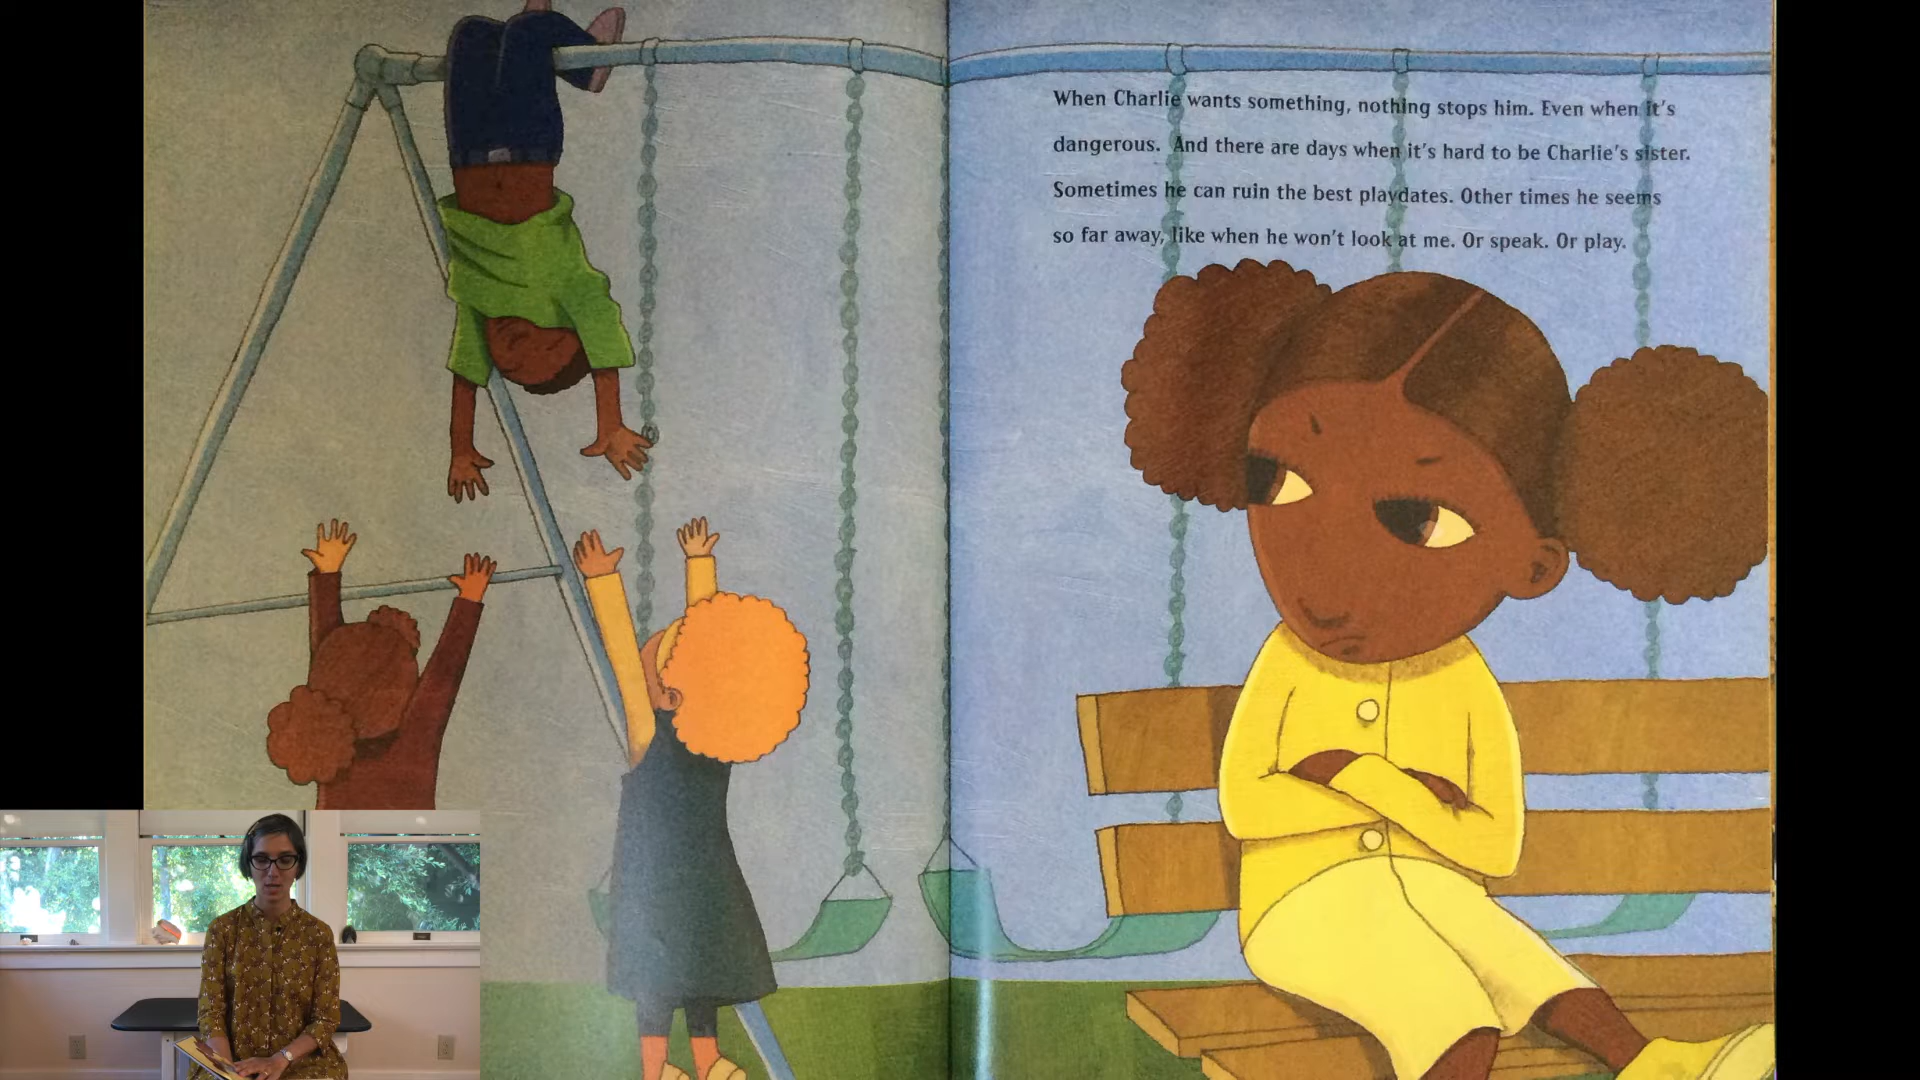 When Charlie wants something, nothing stops him. Even when it's
dangerous. And there are days when it's hard to be Charlie's sister.
Sometimes he can ruin the best playdates. Other times he seems
so far away, like when he won't look at me. Or speak. Or play.